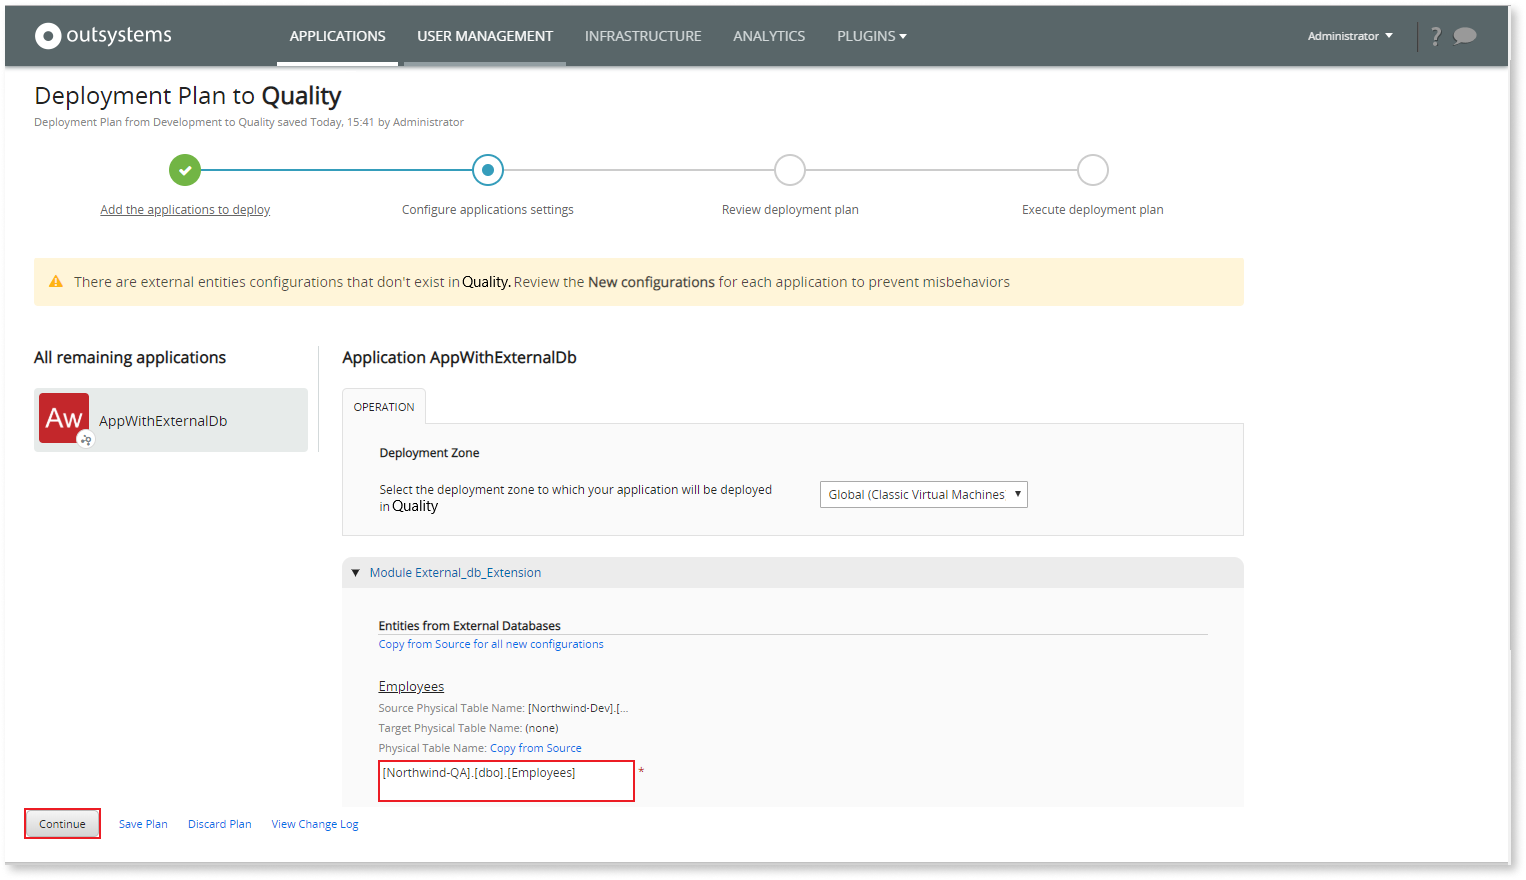 outsystems
APPLICATIONS
USER MANAGEMENT
INFRASTRUCTURE
ANALYTICS
PLUGINS
Administrator
?
Deployment Plan to Quality
Deployment Plan from Development to Quality saved Today, 15:41 by Administrator
Add the applications to deploy
Configure applications settings
Review deployment plan
Execute deployment plan
There are external entities configurations that don't exist in Quality. Review the New configurations for each application to prevent misbehaviors
All remaining applications
Aw
AppWithExternalDb
Application AppWithExternalDb
OPERATION
Deployment Zone
Select the deployment zone to which your application will be deployed
in Quality
Global (Classic Virtual Machines
Module External_db_Extension
Entities from External Databases
Copy from Source for all new configurations
Employees
Source Physical Table Name: [Northwind-Dev].[...
Target Physical Table Name: (none)
Physical Table Name: Copy from Source
[Northwind-QA].[dbo].[Employees]
*
Continue
Save Plan
Discard Plan
View Change Log